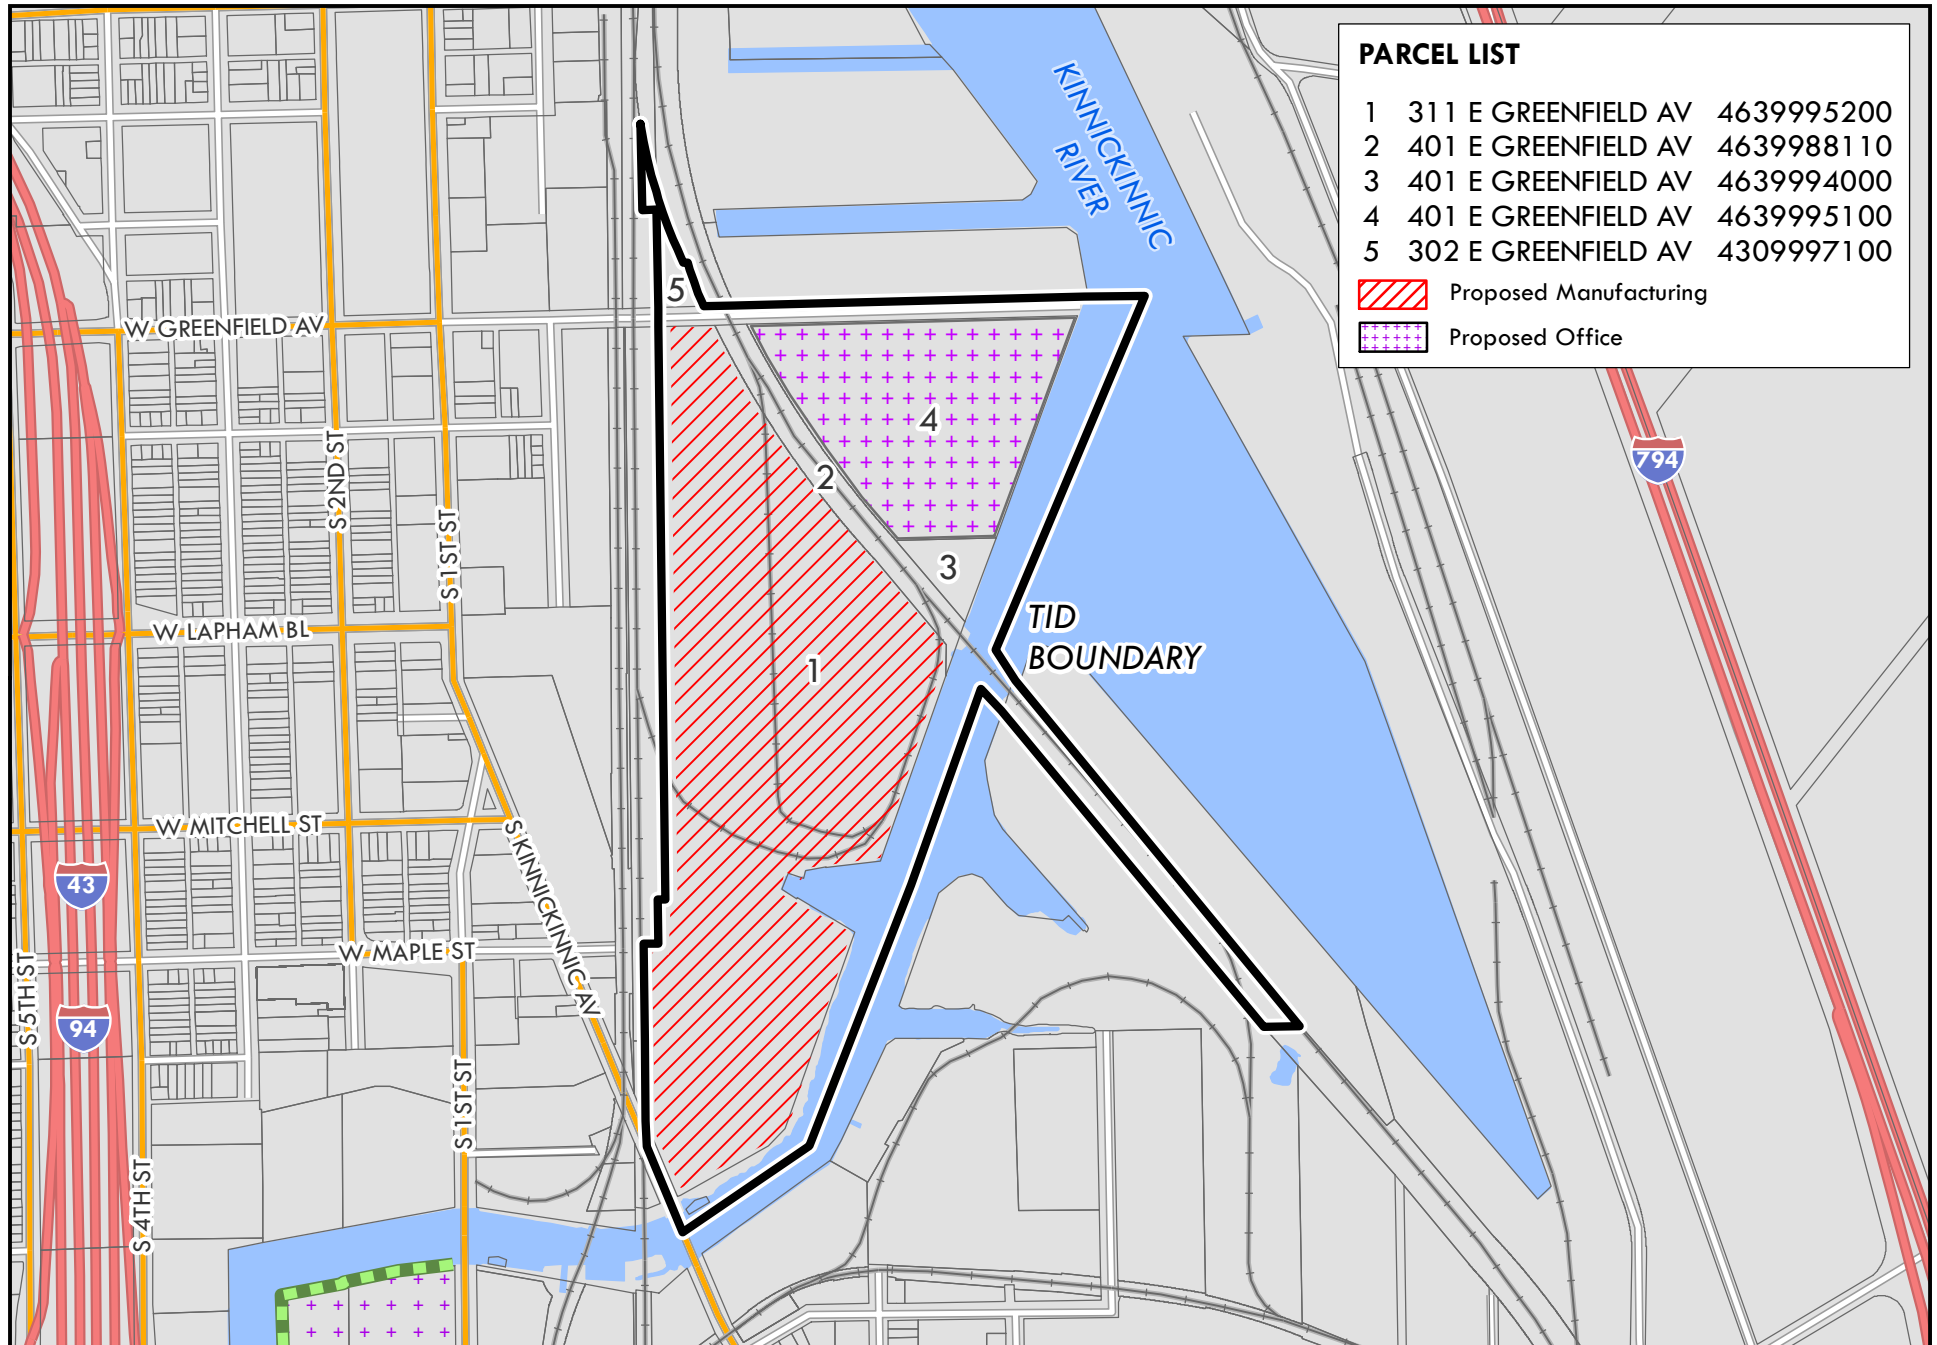 PARCEL LIST
1 311 E GREENFIELD AV 4639995200
2 401 E GREENFIELD AV 4639988110
3 401 E GREENFIELD AV 4639994000
4 401 E GREENFIELD AV 4639995100
5 302 E GREENFIELD AV 4309997100
Proposed Manufacturing
Proposed Office
KINNICKINNIC
RIVER
5
W GREENFIELD AV
4
2
794
S 2ND ST
S 1ST ST
3
TID
BOUNDARY
W LAPHAM BL
1
W MITCHELL ST
S KINNICKINNIC AV
43
W MAPLE ST
S 5TH ST
94
S 1ST ST
S 4TH ST